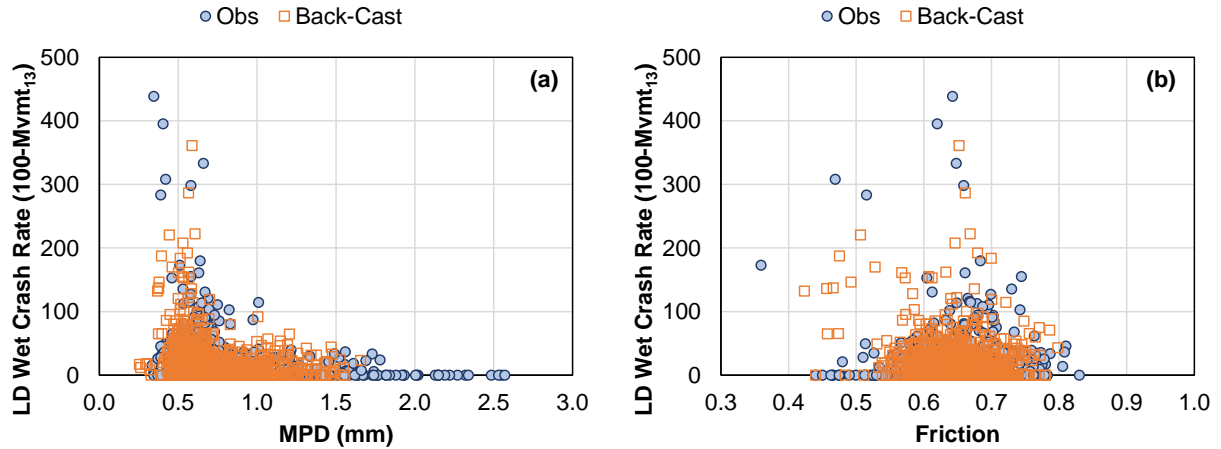 Obs Back-Cast
LD Wet Crash Rate (100-Mvmt₁₃)
500
400
300
200
100
0
(a)
0.0 0.5 1.0 1.5 2.0 2.5 3.0
MPD (mm)
Obs Back-Cast
LD Wet Crash Rate (100-Mvmt₁₃)
500
400
300
200
100
0
(b)
0.3 0.4 0.5 0.6 0.7 0.8 0.9 1.0
Friction